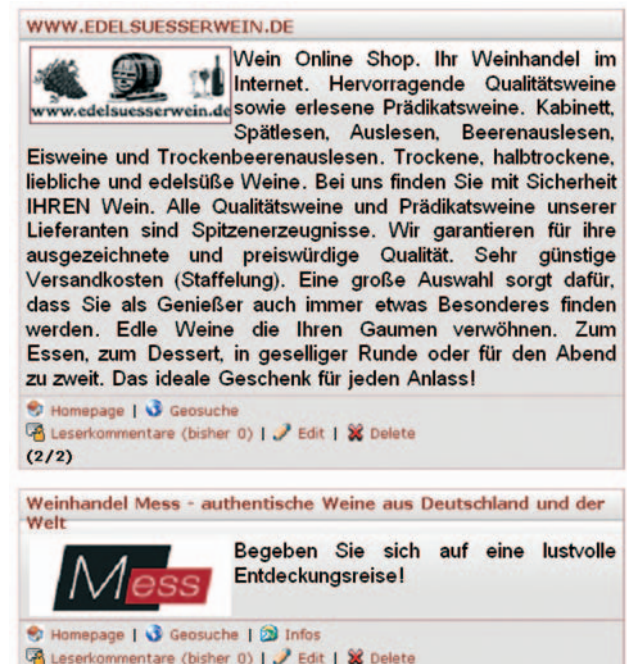 WWW.EDELSUESSERWEIN.DE
Wein Online Shop. Ihr Weinhandel im
Internet. Hervorragende Qualitätsweine
www.edelsuesserwein.de
sowie erlesene Prädikatsweine. Kabinett,
Spätlesen, Auslesen, Beerenauslesen,
Eisweine und Trockenbeerenauslesen. Trockene, halbtrockene,
liebliche und edelsüße Weine. Bei uns finden Sie mit Sicherheit
IHREN Wein. Alle Qualitätsweine und Prädikatsweine unserer
Lieferanten sind Spitzenerzeugnisse. Wir garantieren für ihre
ausgezeichnete und preiswürdige Qualität. Sehr günstige
Versandkosten (Staffelung). Eine große Auswahl sorgt dafür,
dass Sie als Genießer auch immer etwas Besonderes finden
werden. Edle Weine die Ihren Gaumen verwöhnen. Zum
Essen, zum Dessert, in geselliger Runde oder für den Abend
zu zweit. Das ideale Geschenk für jeden Anlass!
Homepage | Geosuche
Leserkommentare (bisher 0) | Edit | Delete
(2/2)
Weinhandel Mess - authentische Weine aus Deutschland und der
Welt
Mess
Begeben Sie sich auf eine lustvolle
Entdeckungsreise!
Homepage | Geosuche | Infos
Leserkommentare (bisher 0) | Edit | Delete